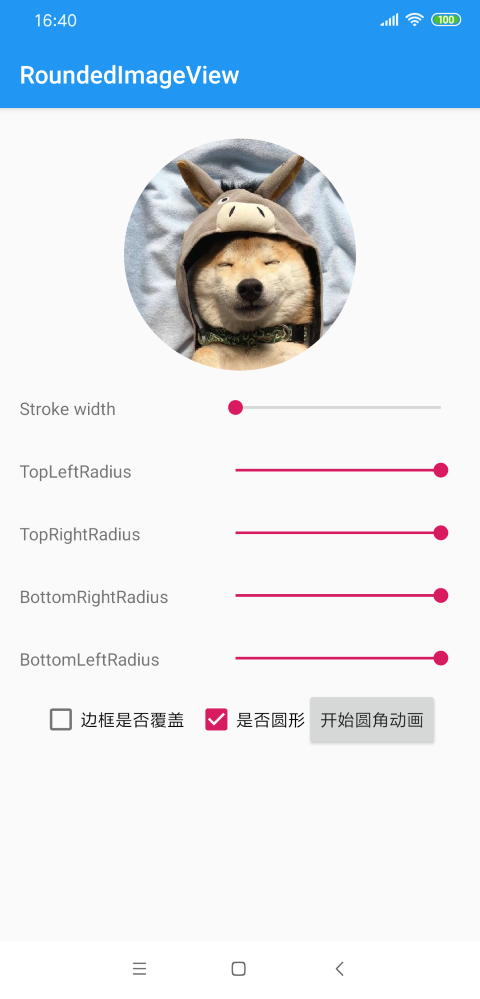 16:40
100
RoundedImageView
Stroke width
TopLeftRadius
TopRightRadius
BottomRightRadius
BottomLeftRadius
边框是否覆盖 是否圆形 开始圆角动画